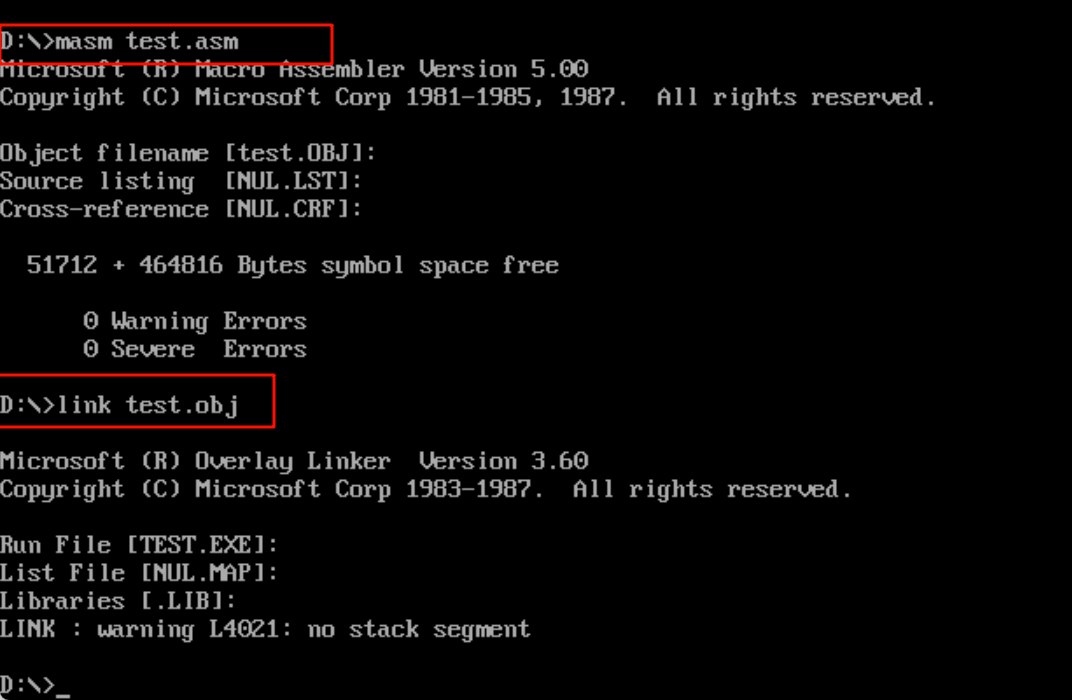 D:\>masm test.asm
Microsoft (R) Macro Assembler Version 5.00
Copyright (C) Microsoft Corp 1981-1985, 1987.  All rights reserved.
Object filename [test.OBJ]:
Source listing  [NUL.LST]:
Cross-reference [NUL.CRF]:
51712 + 464816 Bytes symbol space free
0 Warning Errors
0 Severe  Errors
D:\>link test.obj
Microsoft (R) Overlay Linker  Version 3.60
Copyright (C) Microsoft Corp 1983-1987.  All rights reserved.
Run File [TEST.EXE]:
List File [NUL.MAP]:
Libraries [.LIB]:
LINK : warning L4021: no stack segment
D:\>_